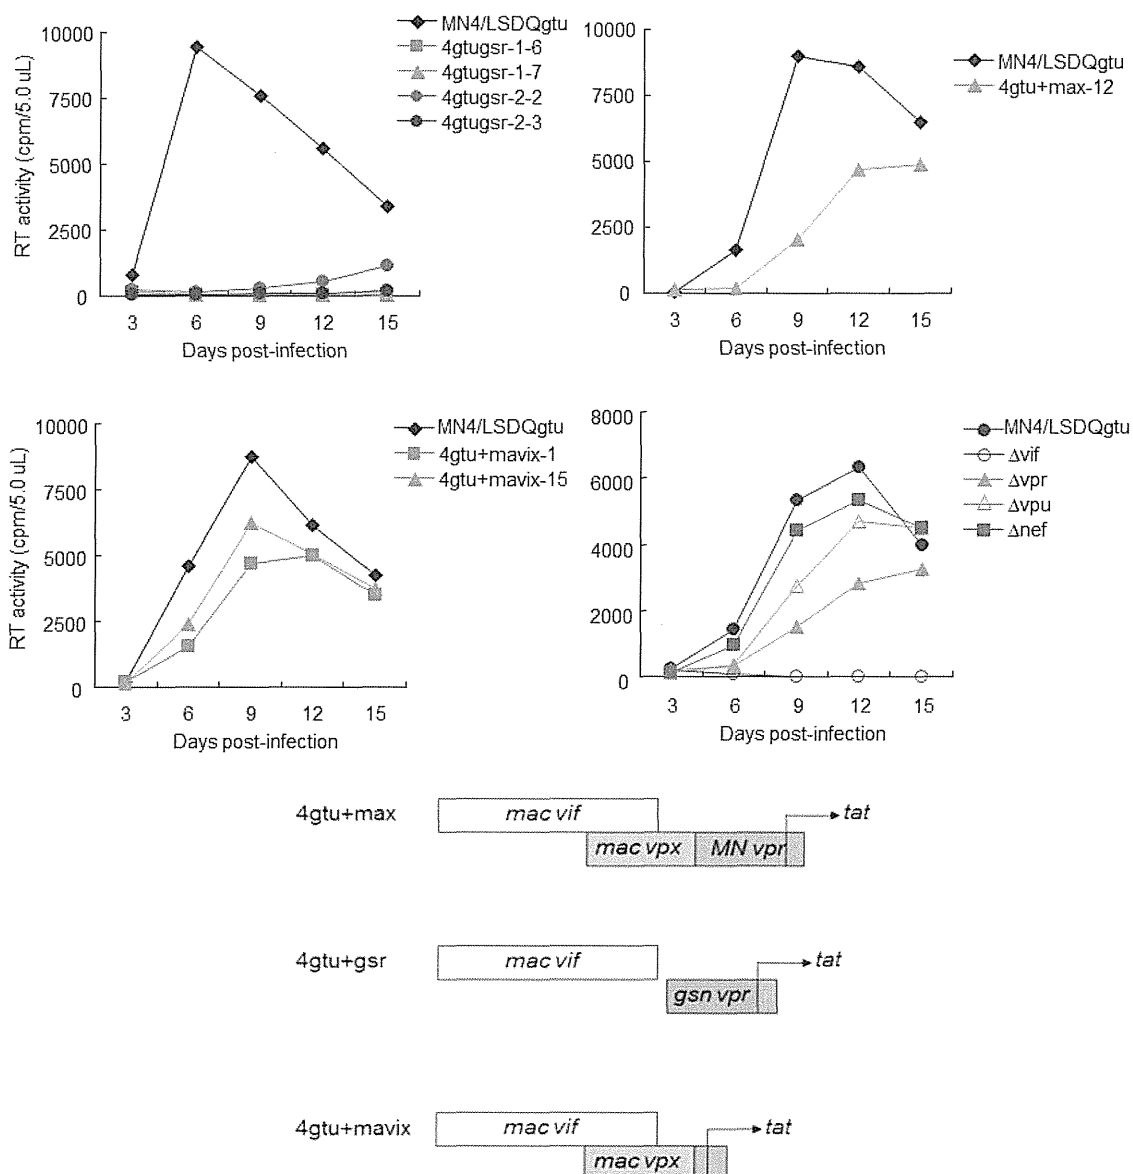 MN4/LSDQgtu
4gtugsr-1-6
4gtugsr-1-7
4gtugsr-2-2
4gtugsr-2-3
RT activity (cpm/5.0 uL)
10000
7500
5000
2500
0
3 6 9 12 15
Days post-infection
MN4/LSDQgtu
4gtu+max-12
10000
7500
5000
2500
0
3 6 9 12 15
Days post-infection
MN4/LSDQgtu
4gtu+mavix-1
4gtu+mavix-15
RT activity (cpm/5.0 uL)
10000
7500
5000
2500
0
3 6 9 12 15
Days post-infection
MN4/LSDQgtu
Δvif
Δvpr
Δvpu
Δnef
8000
6000
4000
2000
0
3 6 9 12 15
Days post-infection
4gtu+max
mac vif
tat
mac vpx
MN vpr
4gtu+gsr
mac vif
tat
gsn vpr
4gtu+mavix
mac vif
tat
mac vpx